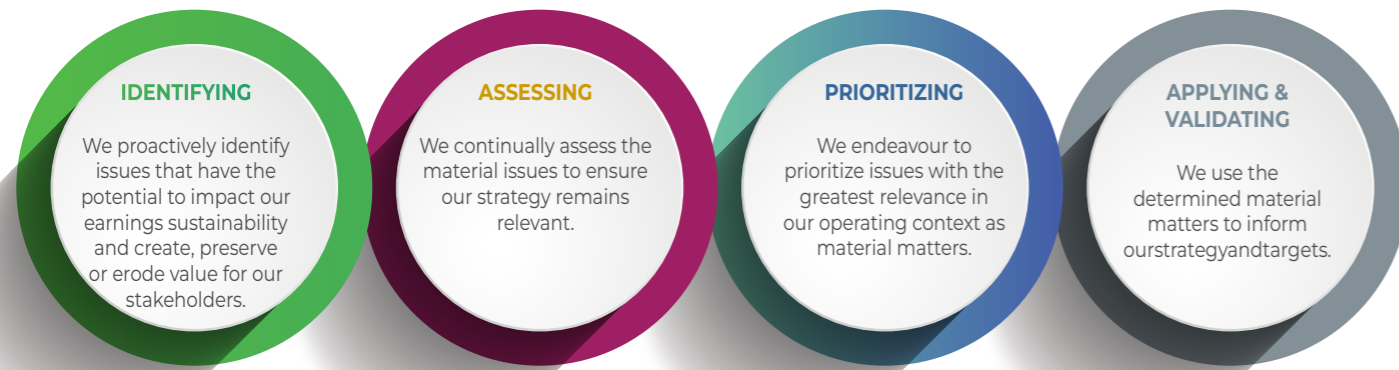 IDENTIFYING
We proactively identify
issues that have the
potential to impact our
earnings sustainability
and create, preserve
or erode value for our
stakeholders.
ASSESSING
We continually assess the
material issues to ensure
our strategy remains
relevant.
PRIORITIZING
We endeavour to
prioritize issues with the
greatest relevance in
our operating context as
material matters.
APPLYING &
VALIDATING
We use the
determined material
matters to inform
ourstrategyandtargets.